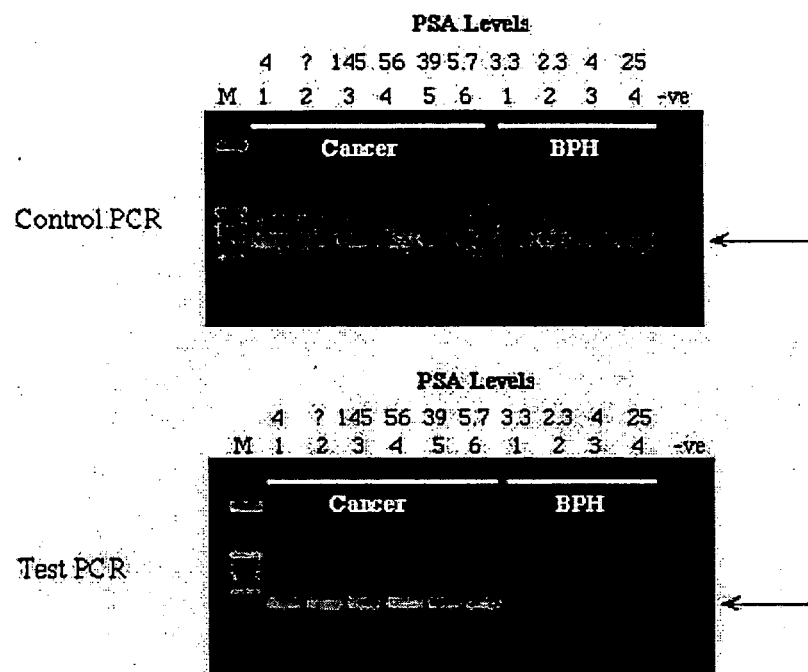 PSA Levels
4 ? 145 56 39 5.7 3.3 2.3 4 25
M 1 2 3 4 5 6 1 2 3 4 -ve
Cancer BPH
Control PCR
PSA Levels
4 ? 145 56 39 5.7 3.3 2.3 4 25
M 1 2 3 4 5 6 1 2 3 4 -ve
Cancer BPH
Test PCR